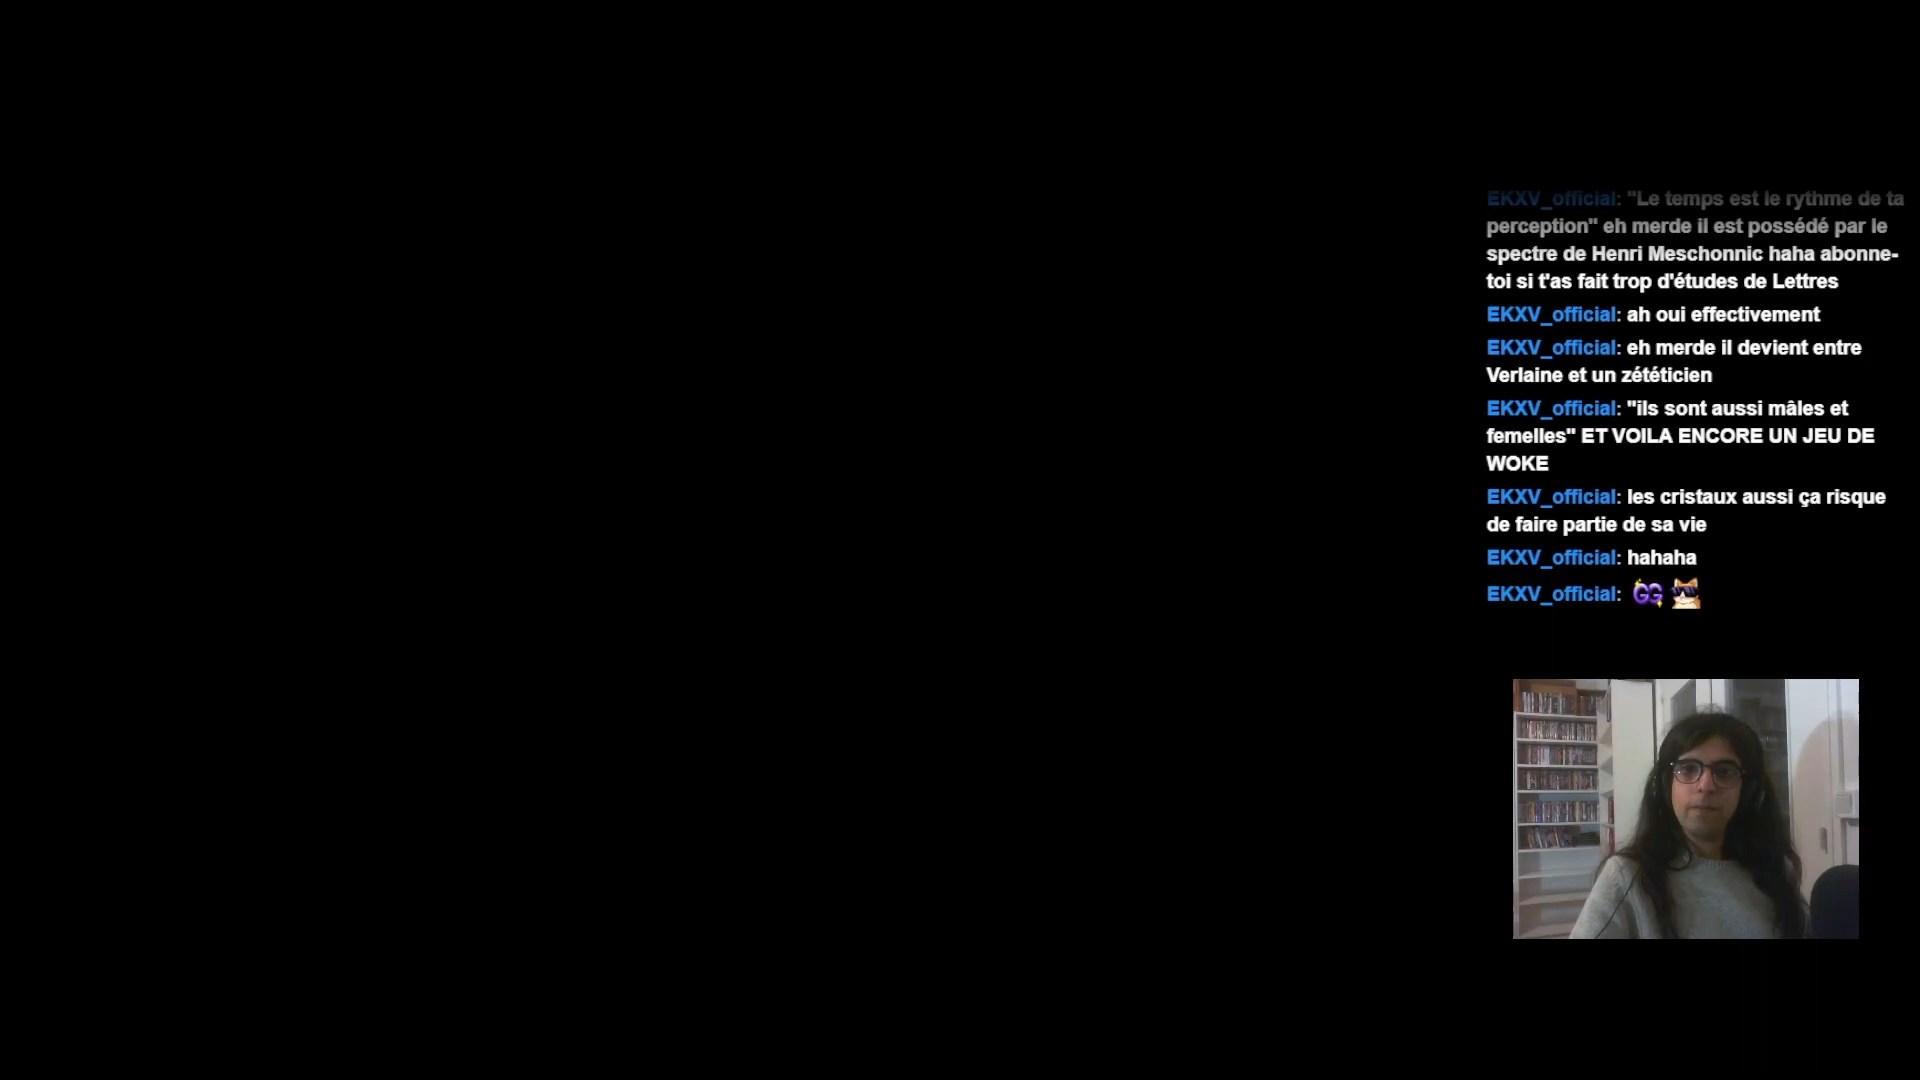 EKXV_official: "Le temps est le rythme de ta
perception" eh merde il est possédé par le
spectre de Henri Meschonnic haha abonne-
toi si t'as fait trop d'études de Lettres
EKXV_official: ah oui effectivement
EKXV_official: eh merde il devient entre
Verlaine et un zététicien
EKXV_official: "ils sont aussi mâles et
femelles" ET VOILA ENCORE UN JEU DE
WOKE
EKXV_official: les cristaux aussi ça risque
de faire partie de sa vie
EKXV_official: hahaha
EKXV_official: GG